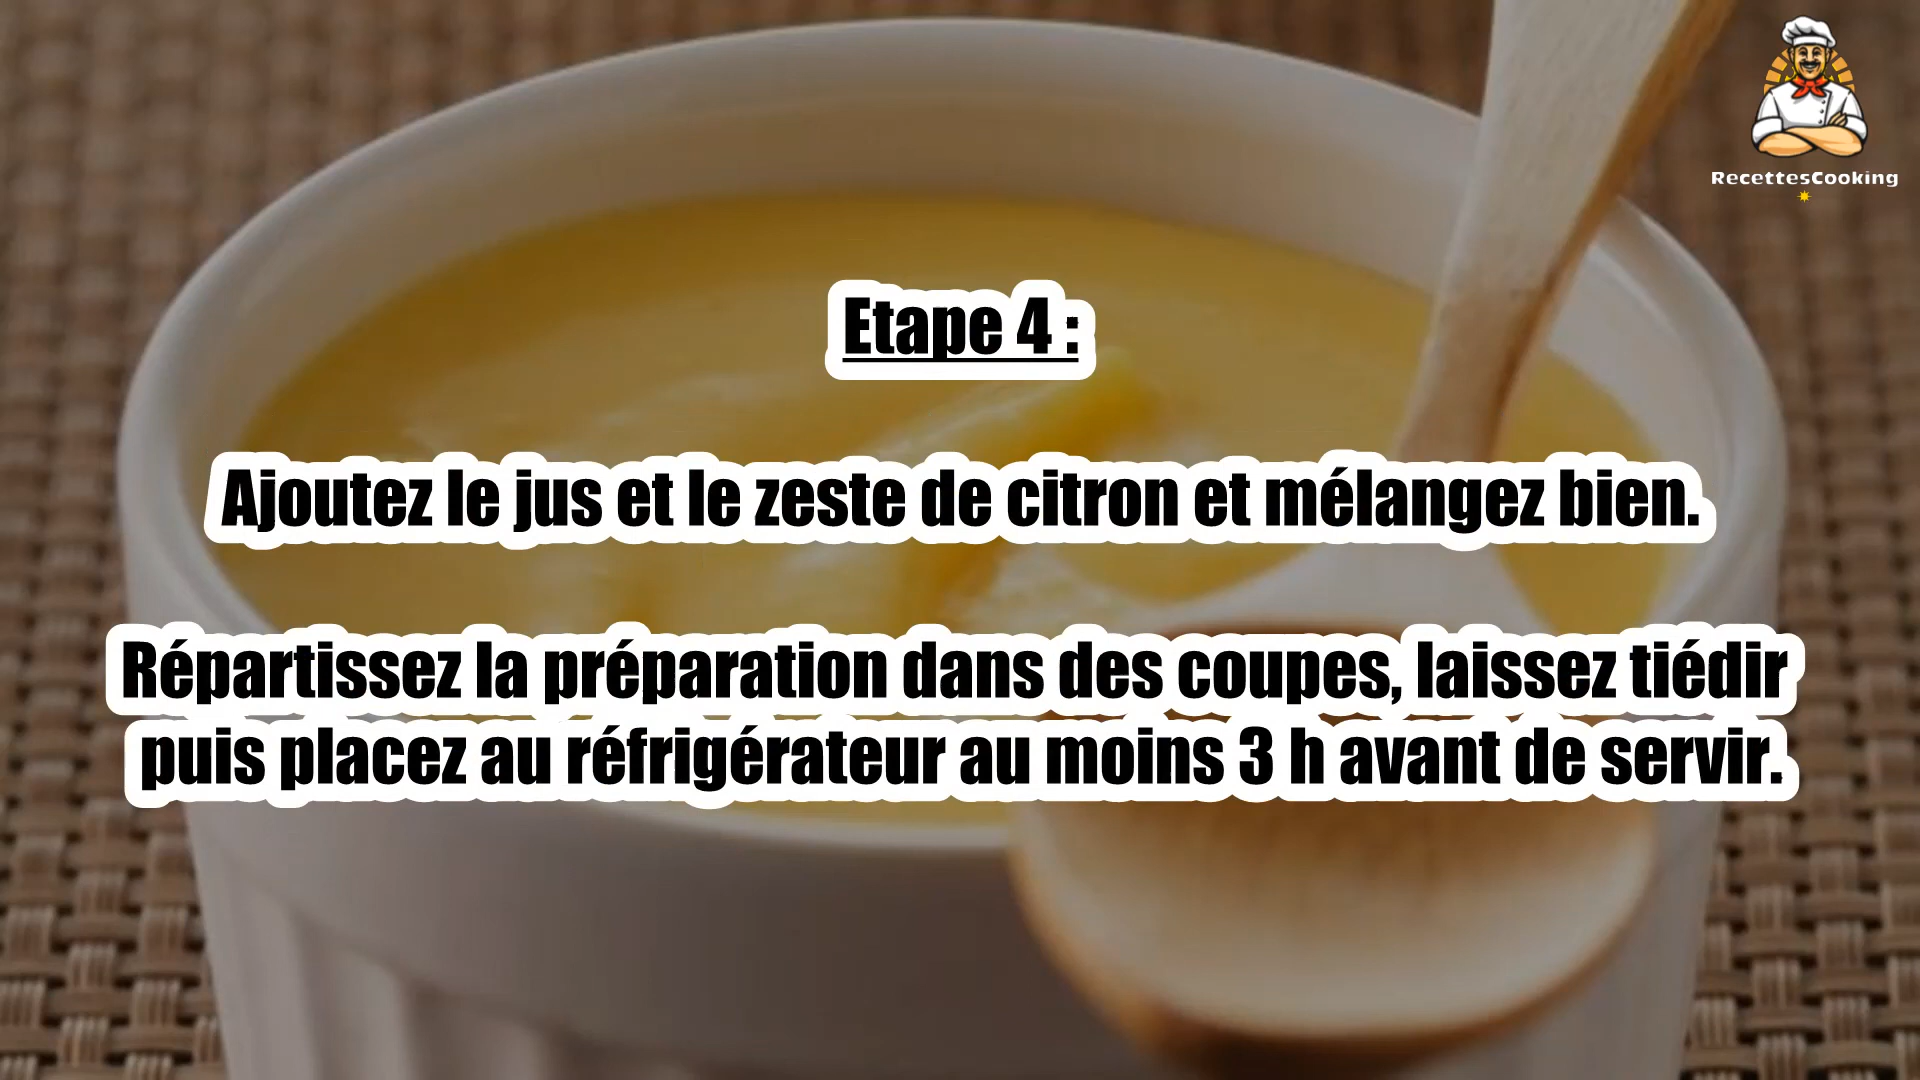 RecettesCooking
Etape 4 :
Ajoutez le jus et le zeste de citron et mélangez bien.
Répartissez la préparation dans des coupes, laissez tiédir
puis placez au réfrigérateur au moins 3 h avant de servir.